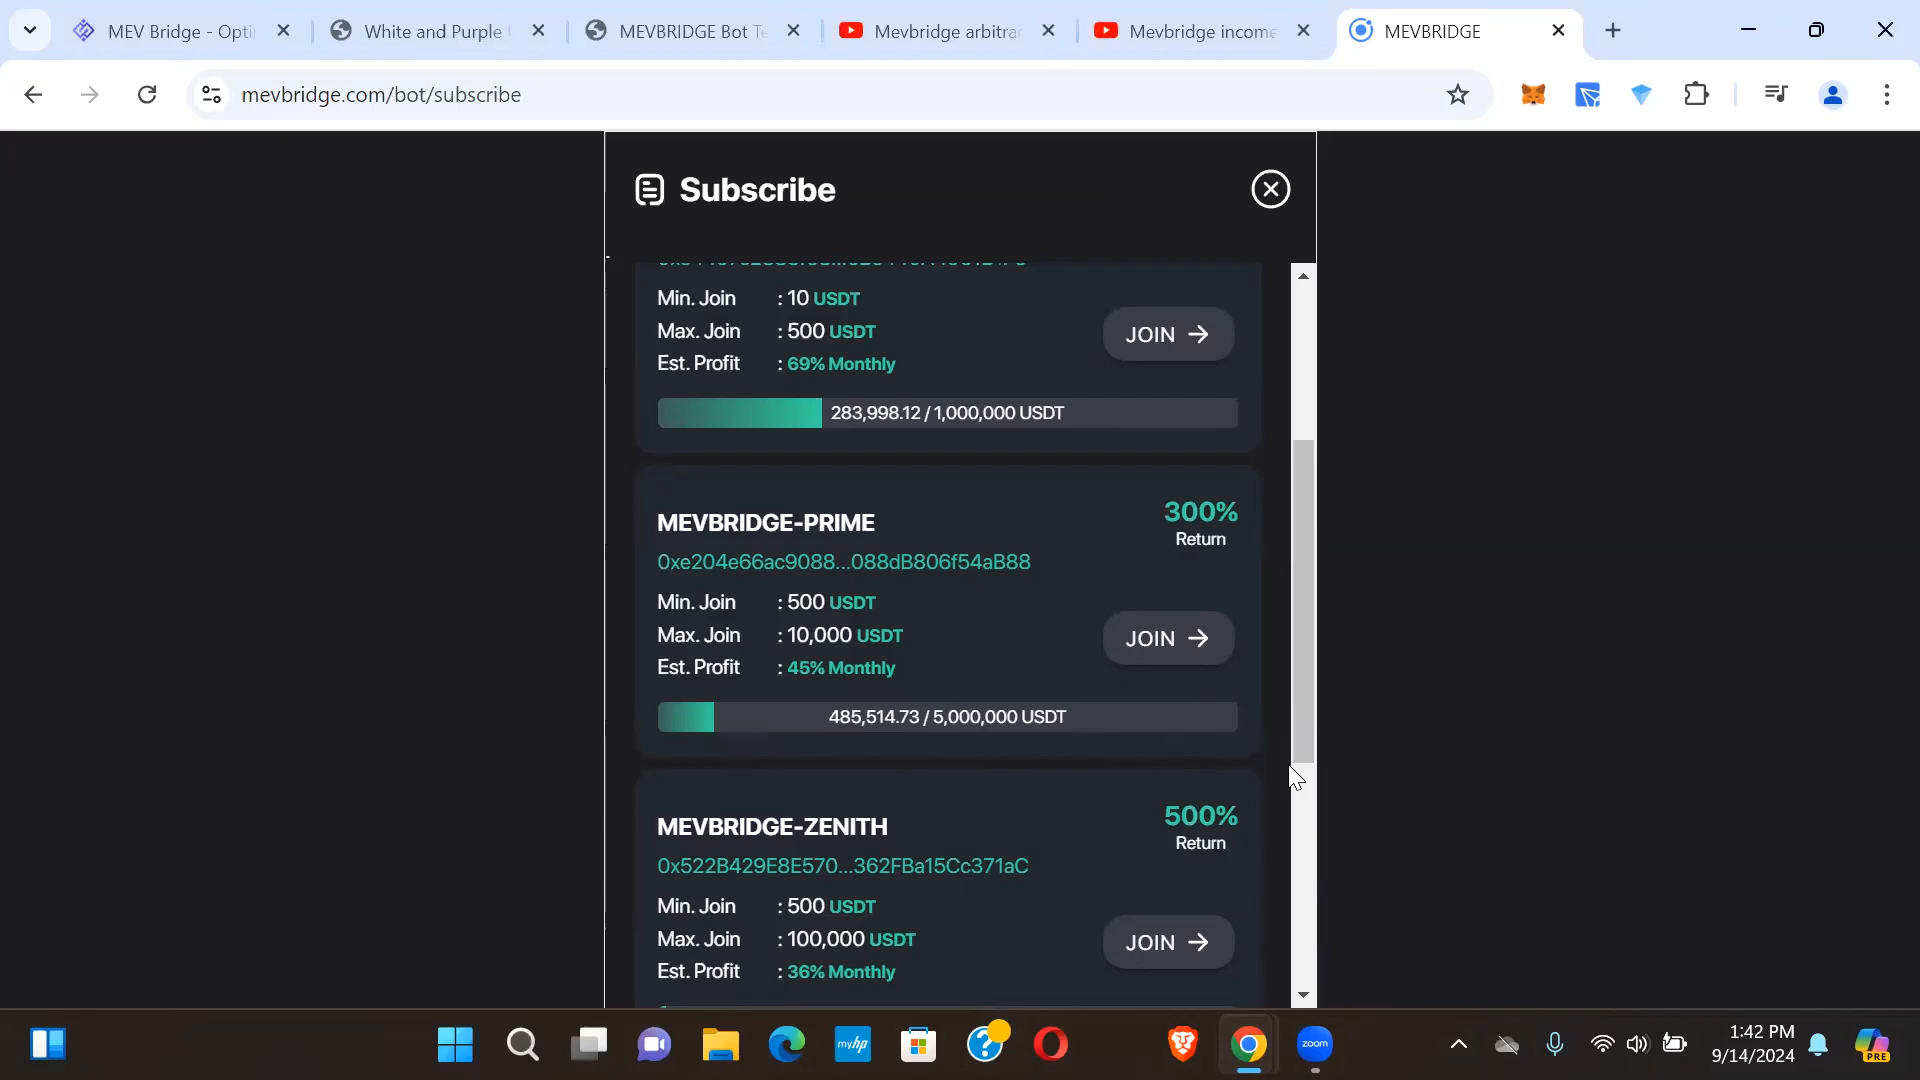 MEV Bridge - Opti
White and Purple
MEVBRIDGE Bot Te
Mevbridge arbitra
Mevbridge income
MEVBRIDGE
mevbridge.com/bot/subscribe
Subscribe
Min. Join : 10 USDT
Max. Join : 500 USDT
JOIN →
Est. Profit : 69% Monthly
283,998.12 / 1,000,000 USDT
MEVBRIDGE-PRIME
300%
Return
0xe204e66ac9088...088dB806f54aB88
Min. Join : 500 USDT
Max. Join : 10,000 USDT
JOIN →
Est. Profit : 45% Monthly
485,514.73 / 5,000,000 USDT
MEVBRIDGE-ZENITH
500%
Return
0x522B429E8E570...362FBa15Cc371aC
Min. Join : 500 USDT
Max. Join : 100,000 USDT
JOIN →
Est. Profit : 36% Monthly
myhp
zoom
1:42 PM
9/14/2024
PRE